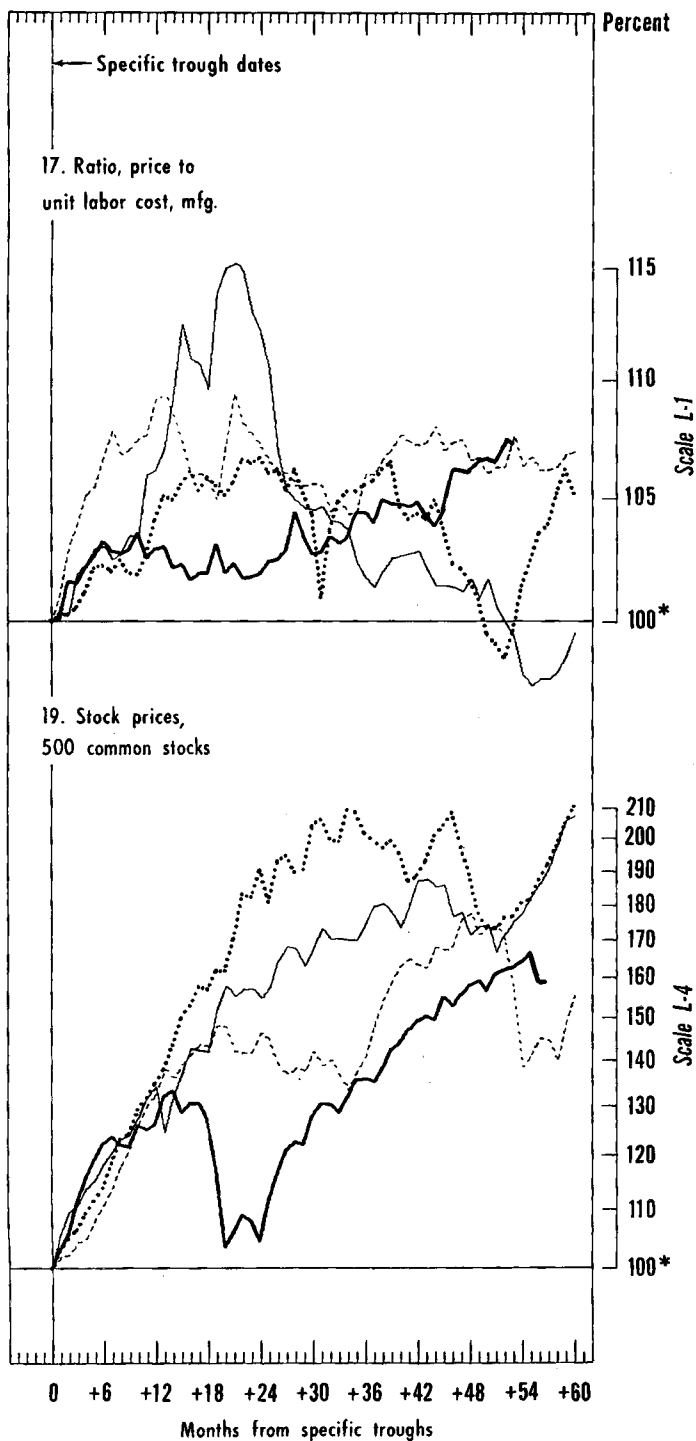 Percent
Specific trough dates
17. Ratio, price to
unit labor cost, mfg.
115
110
105
100*
Scale L-1
19. Stock prices,
500 common stocks
210
200
190
180
170
160
150
140
130
120
110
100*
Scale L-4
0 +6 +12 +18 +24 +30 +36 +42 +48 +54 +60
Months from specific troughs